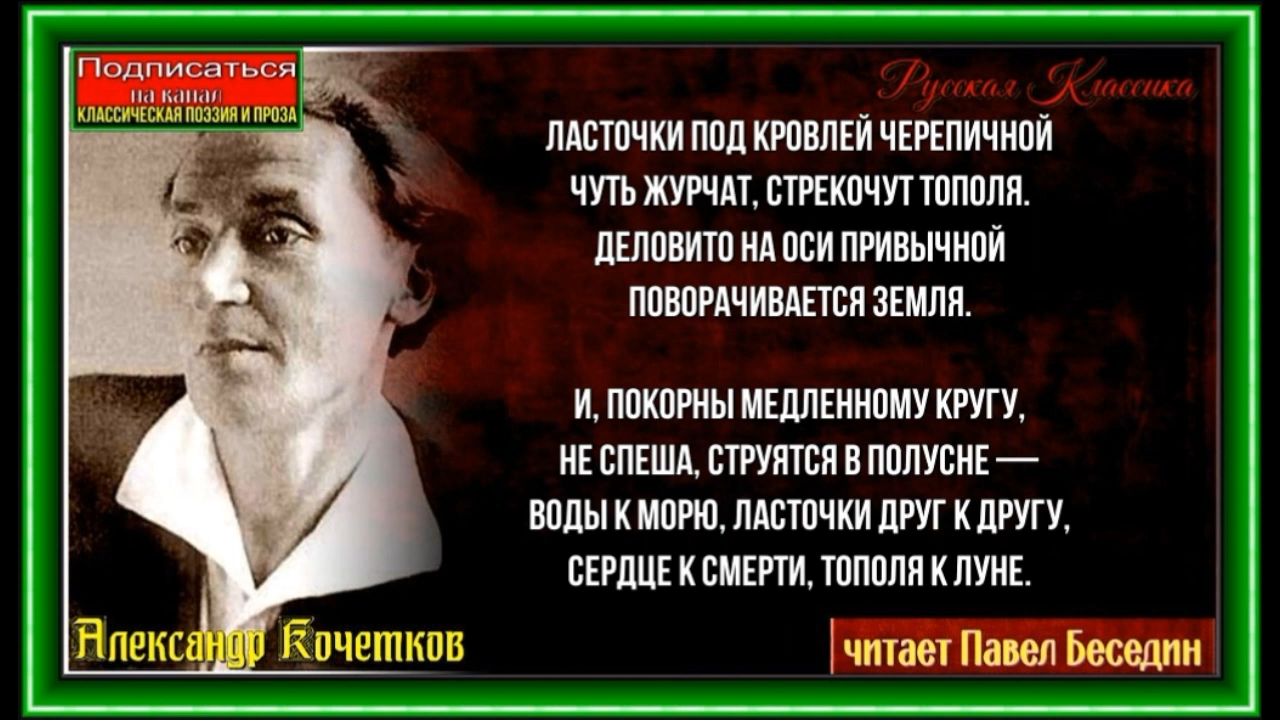 Подписаться
на канал
КЛАССИЧЕСКАЯ ПОЭЗИЯ И ПРОЗА
Русская Классика
ЛАСТОЧКИ ПОД КРОВЛЕЙ ЧЕРЕПИЧНОЙ
ЧУТЬ ЖУРЧАТ, СТРЕКОЧУТ ТОПОЛЯ.
ДЕЛОВИТО НА ОСИ ПРИВЫЧНОЙ
ПОВОРАЧИВАЕТСЯ ЗЕМЛЯ.
И, ПОКОРНЫ МЕДЛЕННОМУ КРУГУ,
НЕ СПЕША, СТРУЯТСЯ В ПОЛУСНЕ —
ВОДЫ К МОРЮ, ЛАСТОЧКИ ДРУГ К ДРУГУ,
СЕРДЦЕ К СМЕРТИ, ТОПОЛЯ К ЛУНЕ.
Александр Кочетков
читает Павел Беседин